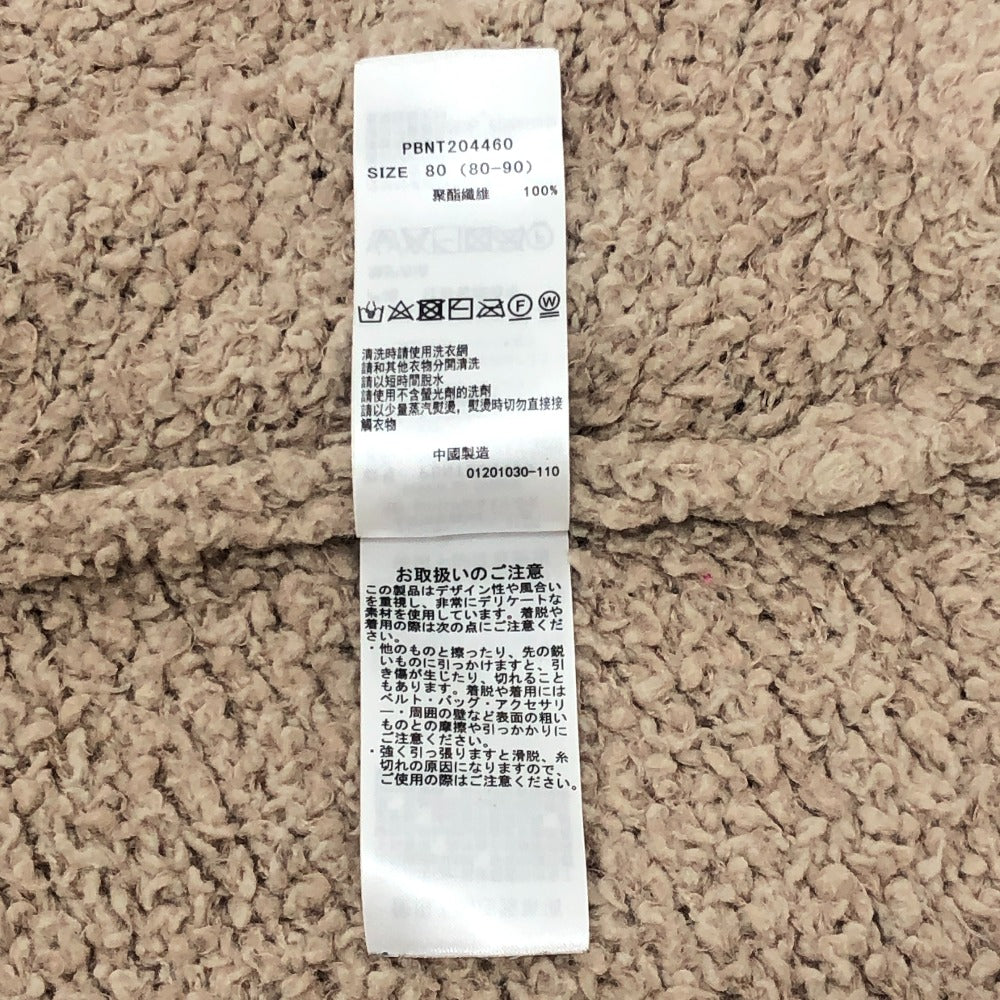 PBNT204460
SIZE 80 (80-90)
聚酯纖維 100%
F W
清洗時請使用洗衣網
請和其他衣物分開清洗
請以短時間脫水
請使用不含螢光劑的洗劑
請以少量蒸汽熨燙，熨燙時切勿直接接
觸衣物
中國製造
01201030-110
お取扱いのご注意
この製品はデザイン性や風合い
を重視し、非常にデリケートな
素材を使用しています。着脱や
着用の際は次の点にご注意くだ
さい。
・他のものと擦ったり、先の鋭
いものに引っかけますと、引
き傷が生じたり、切れること
もあります。着脱や着用には
ベルト・バッグ・アクセサリ
ー・周囲の壁など表面の粗い
ものとの摩擦や引っかかりに
ご注意ください。
・強く引っ張りますと滑脱、糸
切れの原因になりますので、
ご使用の際はご注意ください。